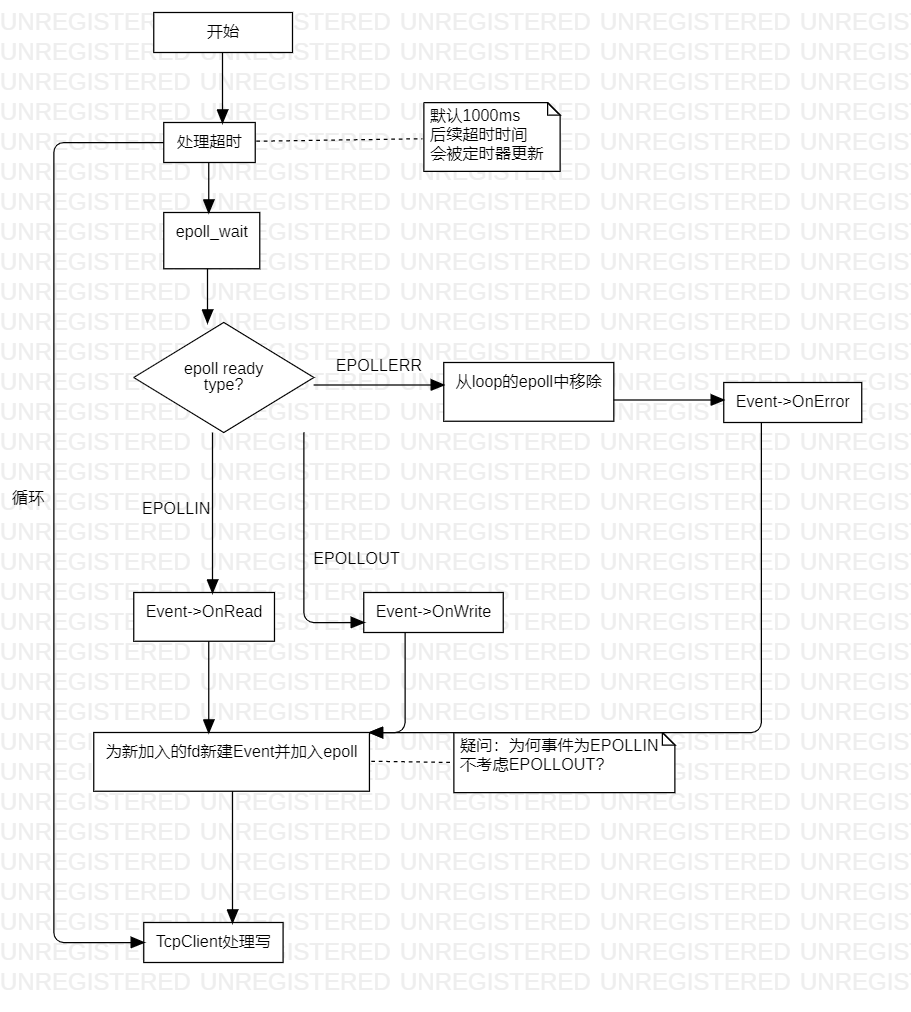 开始
默认1000ms
后续超时时间
会被定时器更新
处理超时
epoll_wait
epoll ready
type?
EPOLLERR
从loop的epoll中移除
Event->OnError
循环
EPOLLIN
EPOLLOUT
Event->OnRead
Event->OnWrite
为新加入的fd新建Event并加入epoll
疑问：为何事件为EPOLLIN
不考虑EPOLLOUT?
TcpClient处理写
UNREGISTERED